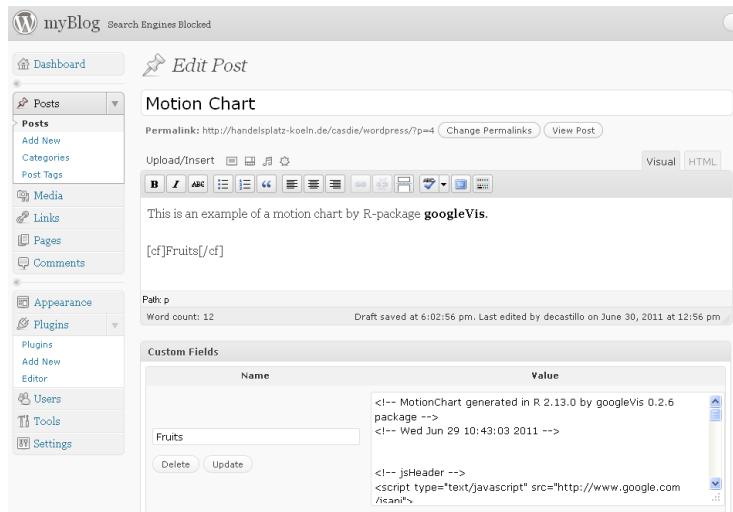 myBlog Search Engines Blocked
Dashboard
Posts
Posts
Add New
Categories
Post Tags
Media
Links
Pages
Comments
Appearance
Plugins
Plugins
Add New
Editor
Users
Tools
Settings
Edit Post
Motion Chart
Permalink: http://handelsplatz-koeln.de/casdie/wordpress/?p=4 Change Permalinks View Post
Upload/Insert Visual HTML
B I ABC
This is an example of a motion chart by R-package googleVis.
[cf]Fruits[/cf]
Path: p
Word count: 12 Draft saved at 6:02:56 pm. Last edited by decastillo on June 30, 2011 at 12:56 pm
Custom Fields
Name Value
Fruits
Delete Update
<!-- MotionChart generated in R 2.13.0 by googleVis 0.2.6
package -->
<!-- Wed Jun 29 10:43:03 2011 -->
<!-- jsHeader -->
<script type="text/javascript" src="http://www.google.com
/jsapi">